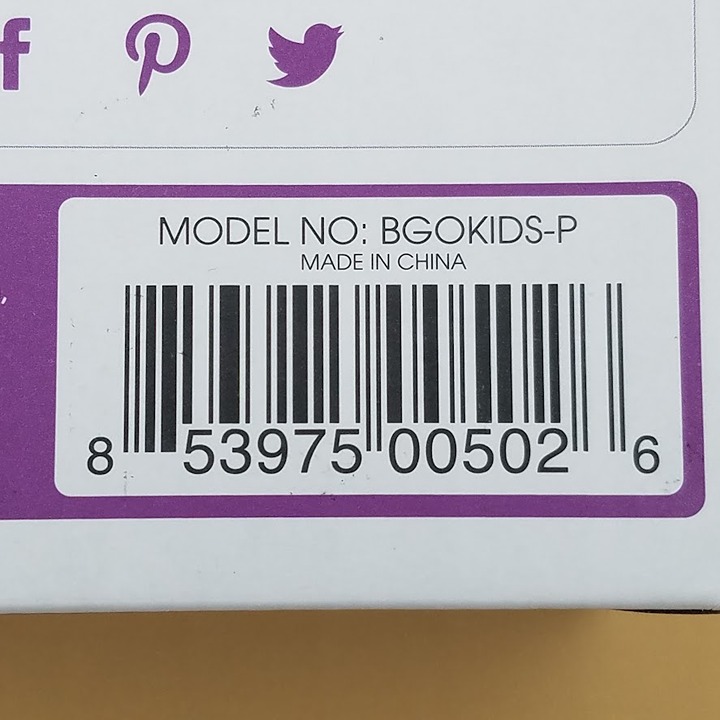 MODEL NO: BGOKIDS-P
MADE IN CHINA
8 53975 00502 6